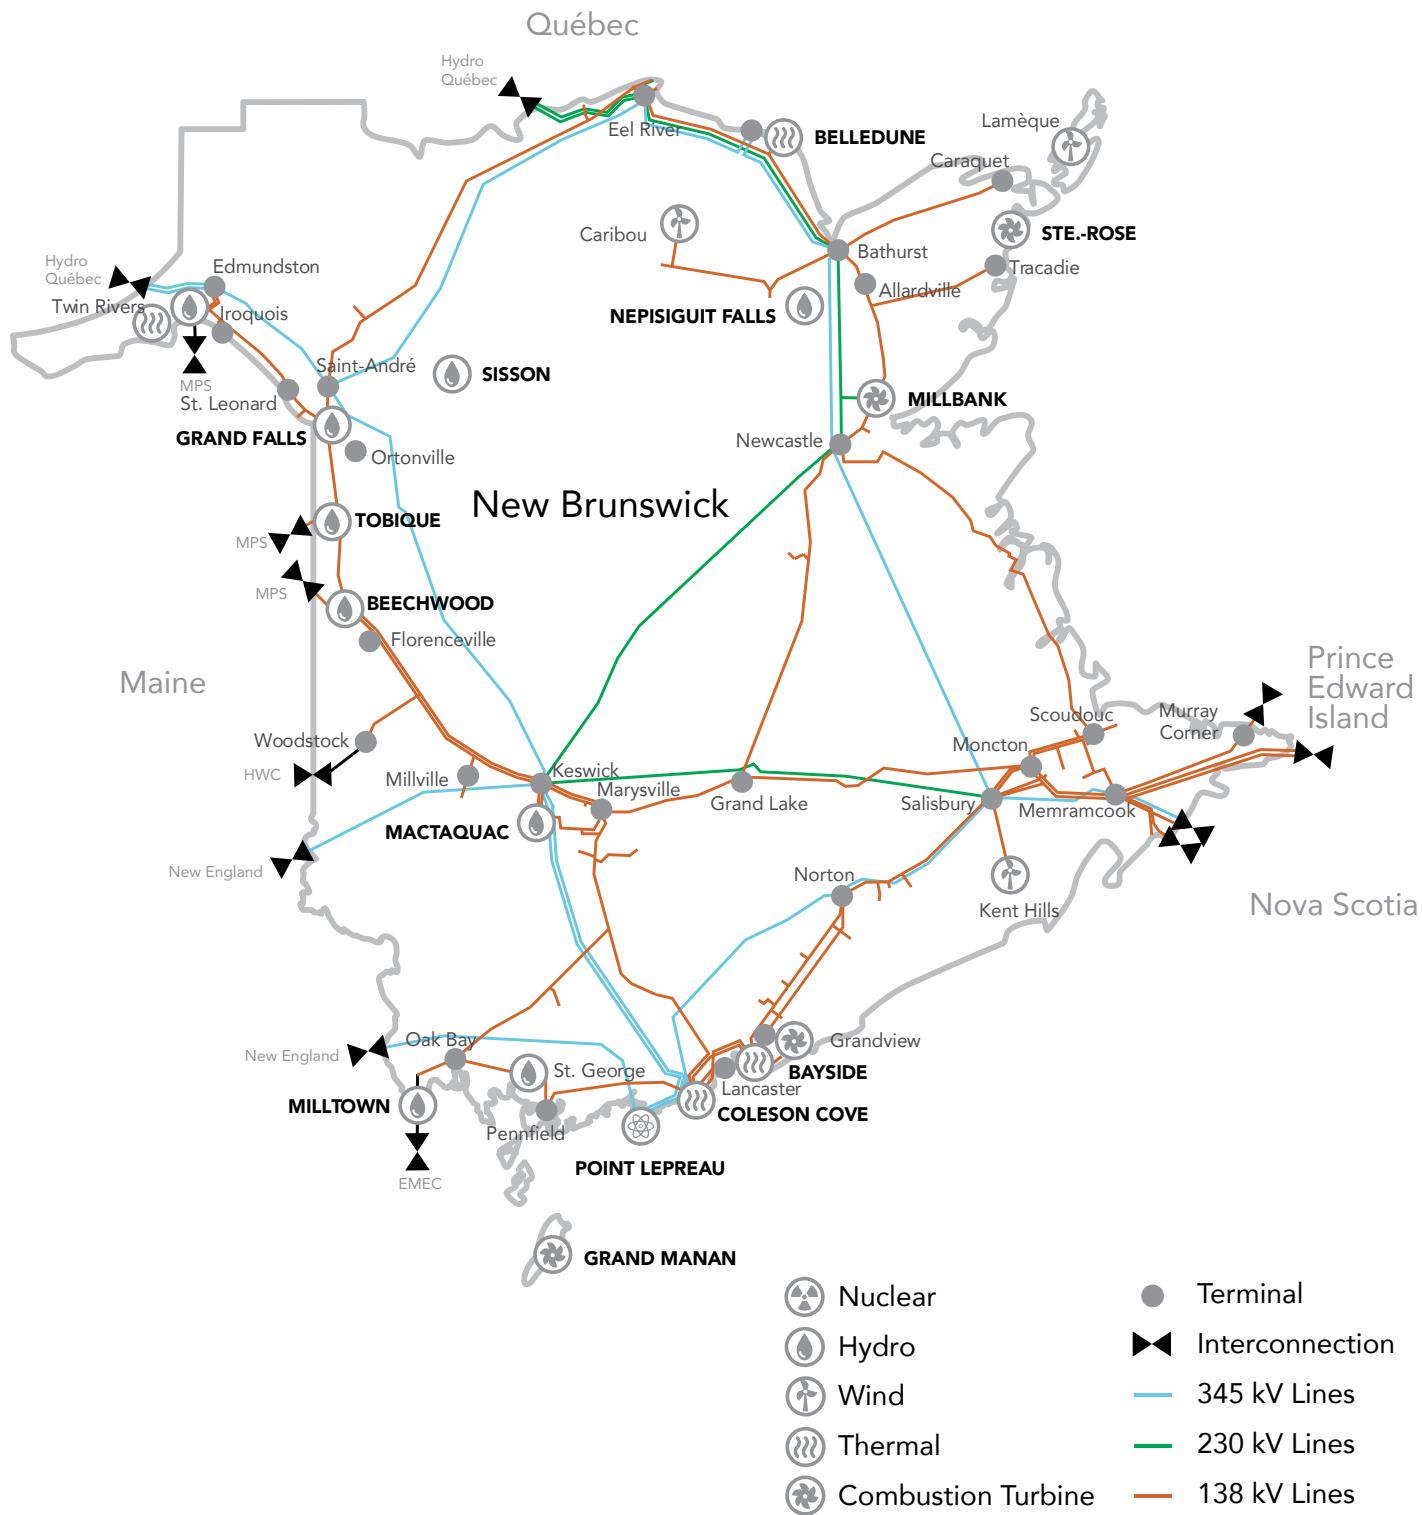 Québec
Hydro
Québec
Eel River
BELLEDUNE
Lamèque
Caraquet
Caribou
STE.-ROSE
Bathurst
Tracadie
Hydro
Québec
Edmundston
Allardville
Twin Rivers
Iroquois
NEPISIGUIT FALLS
MPS
Saint-André
SISSON
St. Leonard
MILLBANK
GRAND FALLS
Newcastle
Ortonville
New Brunswick
TOBIQUE
MPS
MPS
BEECHWOOD
Florenceville
Maine
Prince
Edward
Island
Scoudouc
Murray
Corner
Woodstock
Moncton
HWC
Millville
Keswick
Marysville
Grand Lake
Salisbury
Memramcook
MACTAQUAC
New England
Norton
Kent Hills
Nova Scotia
Oak Bay
Grandview
New England
St. George
BAYSIDE
Lancaster
MILLTOWN
COLESON COVE
Pennfield
POINT LEPREAU
EMEC
GRAND MANAN
Nuclear
Hydro
Wind
Thermal
Combustion Turbine
Terminal
Interconnection
345 kV Lines
230 kV Lines
138 kV Lines